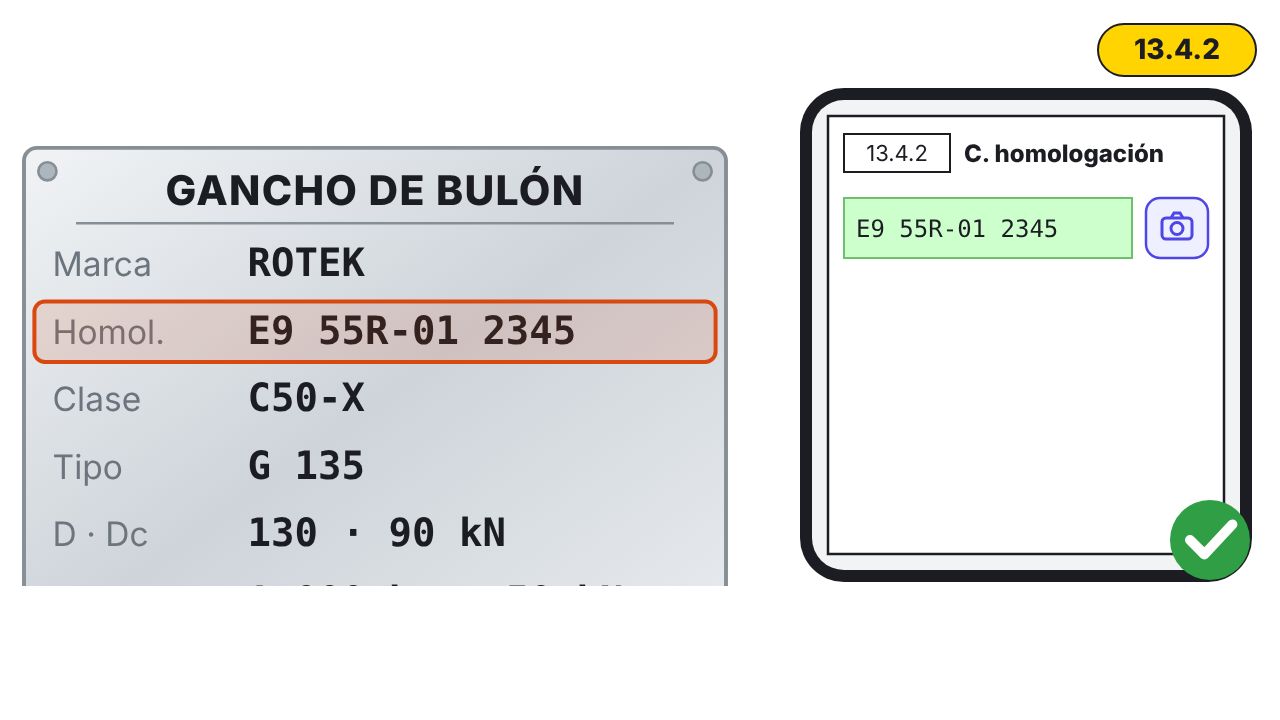 13.4.2
GANCHO DE BULÓN
Marca ROTEK
Homol. E9 55R-01 2345
Clase C50-X
Tipo G 135
D · Dc 130 · 90 kN
13.4.2 C. homologación
E9 55R-01 2345